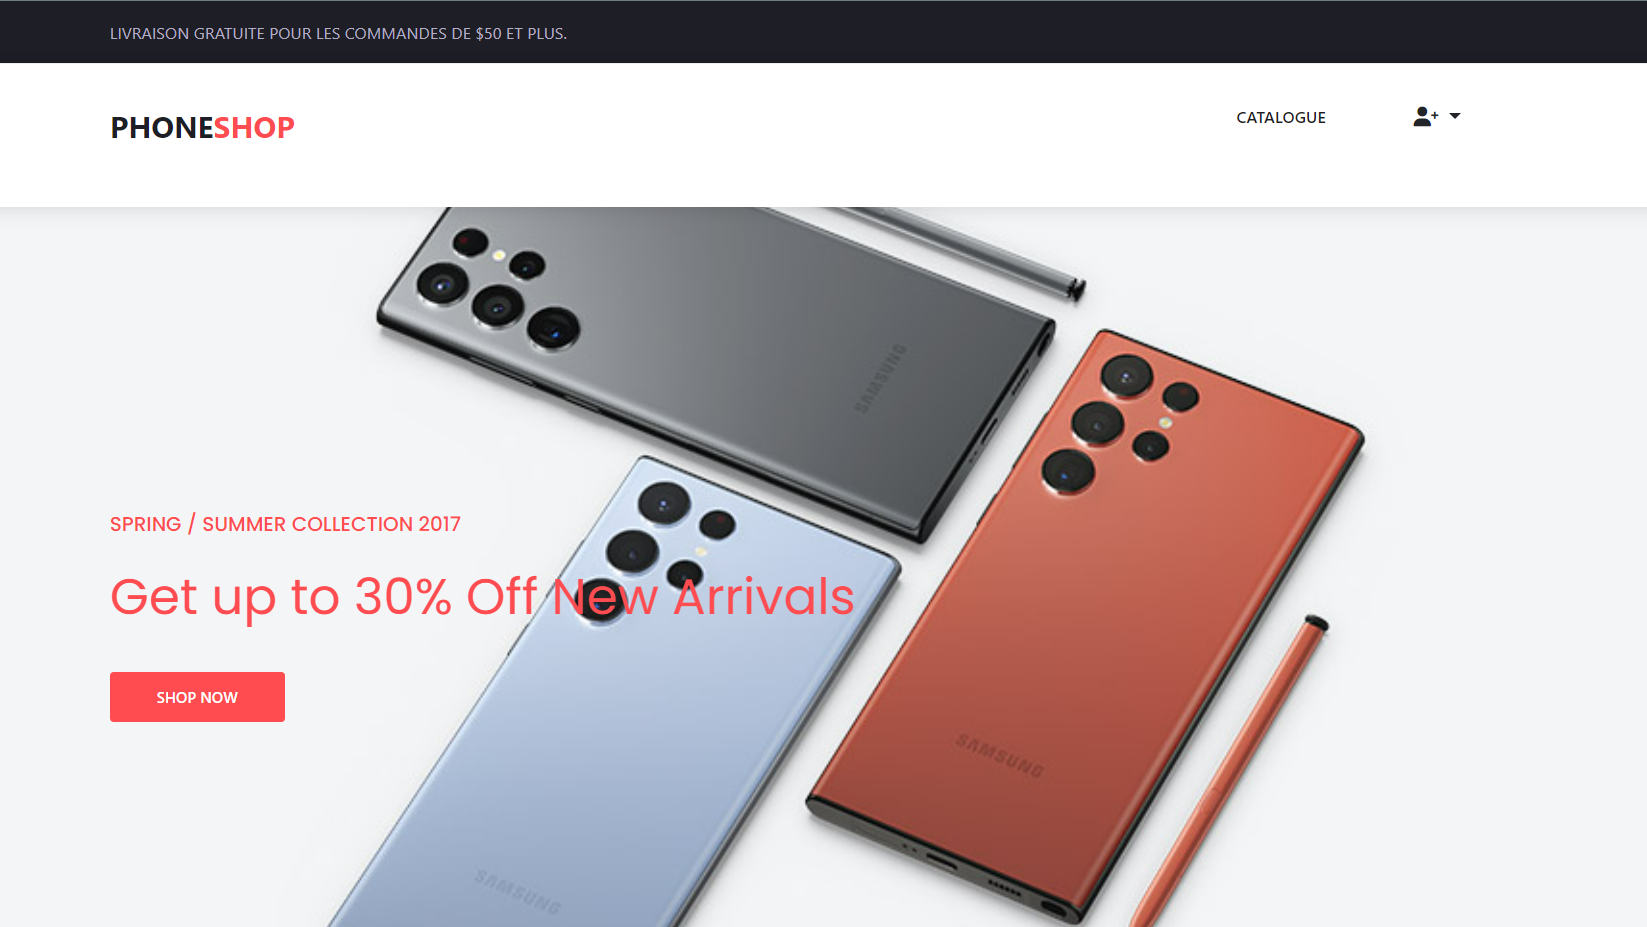 LIVRAISON GRATUITE POUR LES COMMANDES DE $50 ET PLUS.
PHONESHOP
CATALOGUE
SAMSUNG
SPRING / SUMMER COLLECTION 2017
Get up to 30% Off New Arrivals
SHOP NOW
SAMSUNG
SAMSUNG